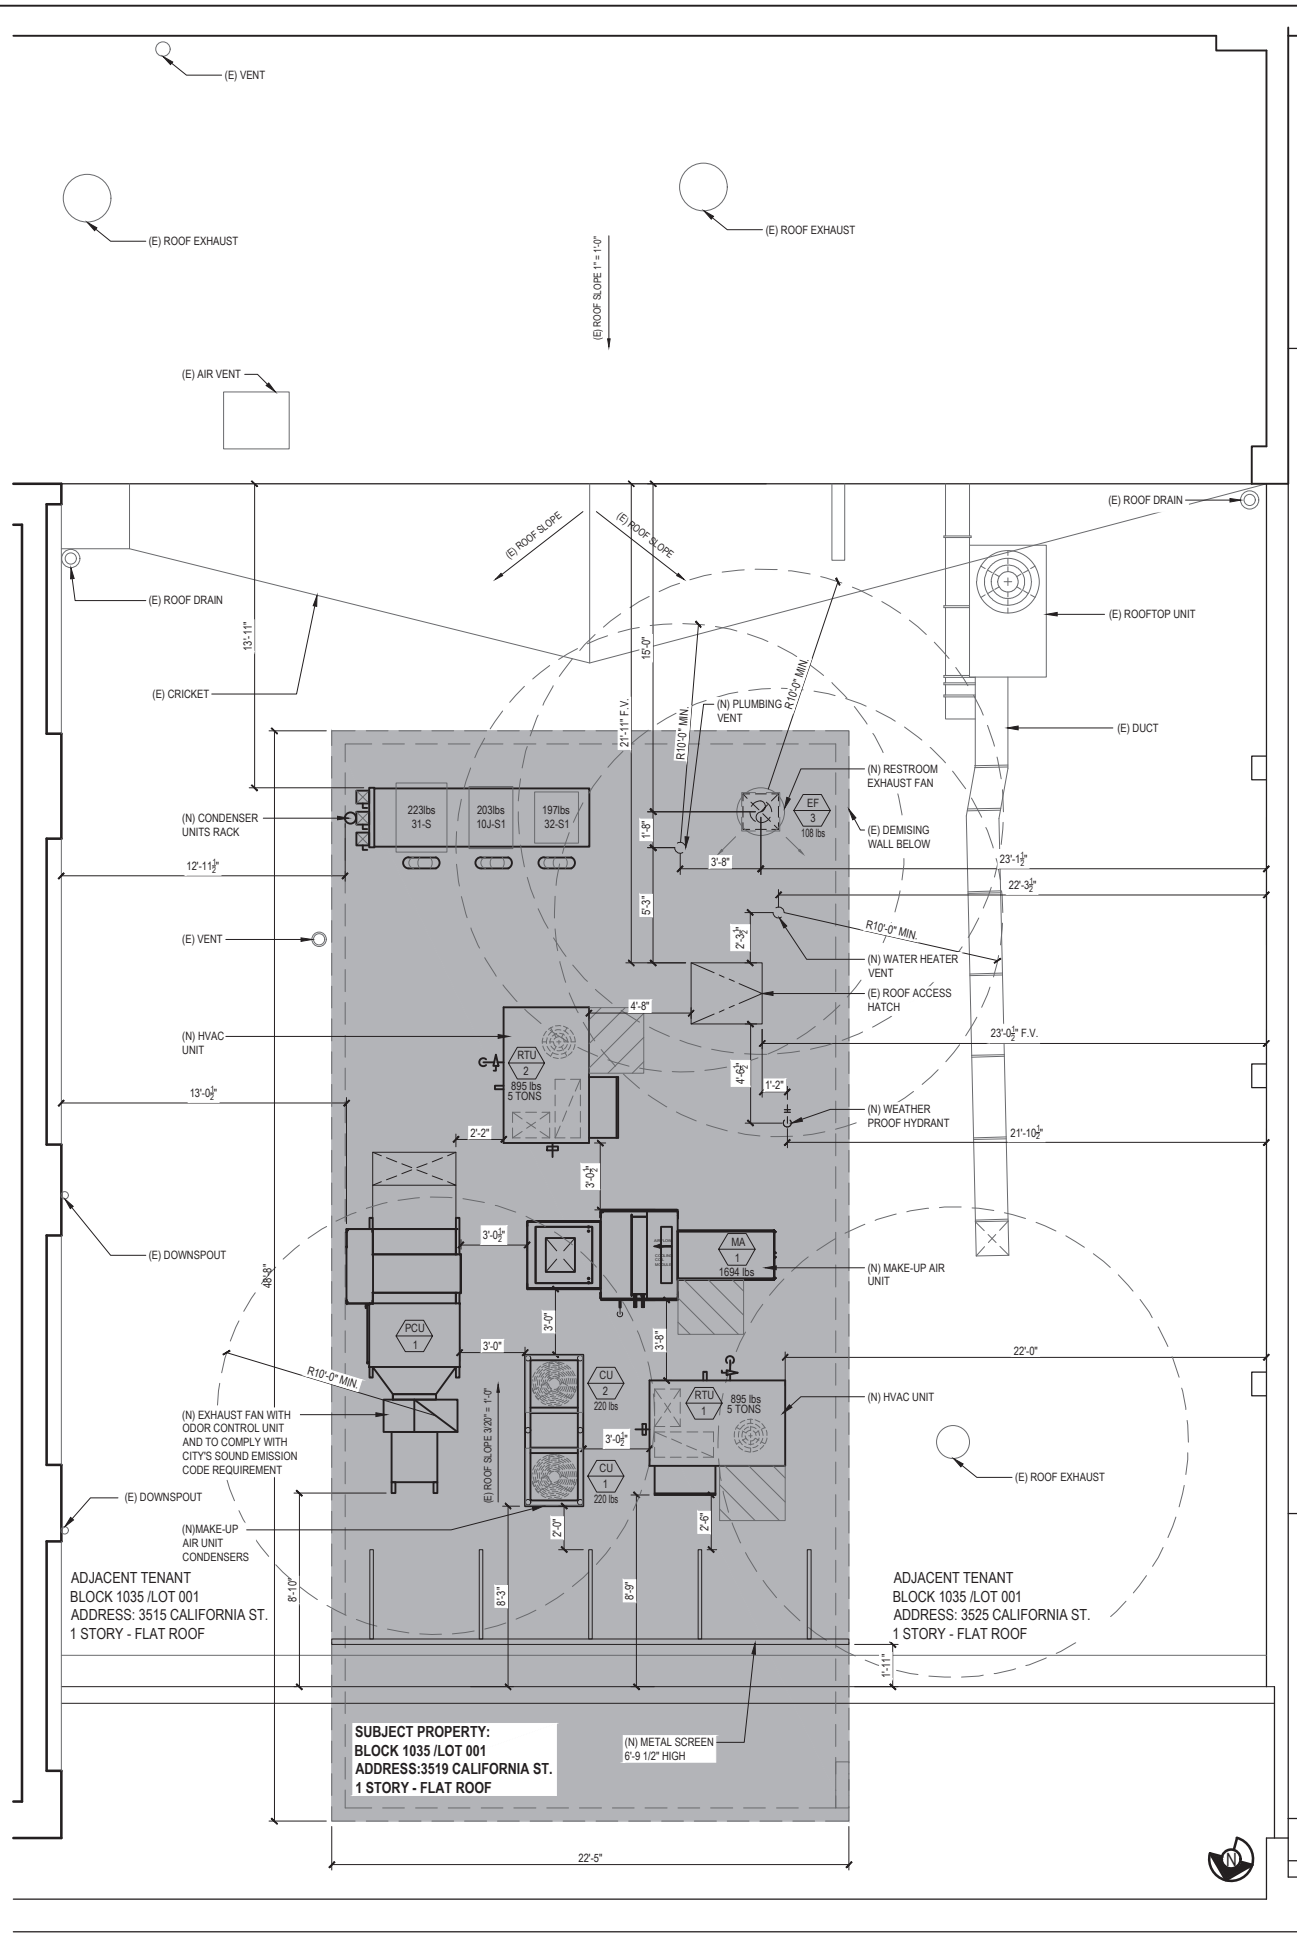 (E) VENT
(E) ROOF EXHAUST
(E) ROOF EXHAUST
(E) ROOF SLOPE 1" = 1'-0"
(E) AIR VENT
(E) ROOF DRAIN
(E) ROOF SLOPE
(E) ROOF SLOPE
(E) ROOF DRAIN
(E) ROOFTOP UNIT
13'-11"
15'-0"
(E) CRICKET
R10'-0" MIN.
(N) PLUMBING
VENT
21'-11" F.V.
R10'-0" MIN.
(E) DUCT
(N) RESTROOM
EXHAUST FAN
223lbs
31-S
203lbs
10J-S1
197lbs
32-S1
EF
3
108 lbs
(N) CONDENSER
UNITS RACK
1'-8"
(E) DEMISING
WALL BELOW
12'-11½"
3'-8"
23'-1½"
22'-3½"
5'-3"
2'-3½"
R10'-0" MIN.
(E) VENT
(N) WATER HEATER
VENT
(E) ROOF ACCESS
HATCH
4'-8"
(N) HVAC
UNIT
23'-0½" F.V.
RTU
2
895 lbs
5 TONS
4'-6½"
1'-2"
13'-0½"
(N) WEATHER
PROOF HYDRANT
2'-2"
21'-10½"
3'-0½"
3'-0½"
AIRFLOW
MA
1
1694 lbs
(E) DOWNSPOUT
(N) MAKE-UP AIR
UNIT
48'-8"
3'-0"
PCU
1
3'-8"
3'-0"
22'-0"
R10'-0" MIN.
CU
2
220 lbs
RTU
1
895 lbs
5 TONS
(N) HVAC UNIT
(N) EXHAUST FAN WITH
ODOR CONTROL UNIT
AND TO COMPLY WITH
CITY'S SOUND EMISSION
CODE REQUIREMENT
(E) ROOF SLOPE 3/20" = 1'-0"
3'-0½"
CU
1
220 lbs
(E) ROOF EXHAUST
(E) DOWNSPOUT
(N)MAKE-UP
AIR UNIT
CONDENSERS
2'-0"
2'-6"
ADJACENT TENANT
BLOCK 1035 /LOT 001
ADDRESS: 3515 CALIFORNIA ST.
1 STORY - FLAT ROOF
8'-10"
8'-3"
8'-9"
ADJACENT TENANT
BLOCK 1035 /LOT 001
ADDRESS: 3525 CALIFORNIA ST.
1 STORY - FLAT ROOF
1'-11"
SUBJECT PROPERTY:
BLOCK 1035 /LOT 001
ADDRESS:3519 CALIFORNIA ST.
1 STORY - FLAT ROOF
(N) METAL SCREEN
6'-9 1/2" HIGH
22'-5"
N